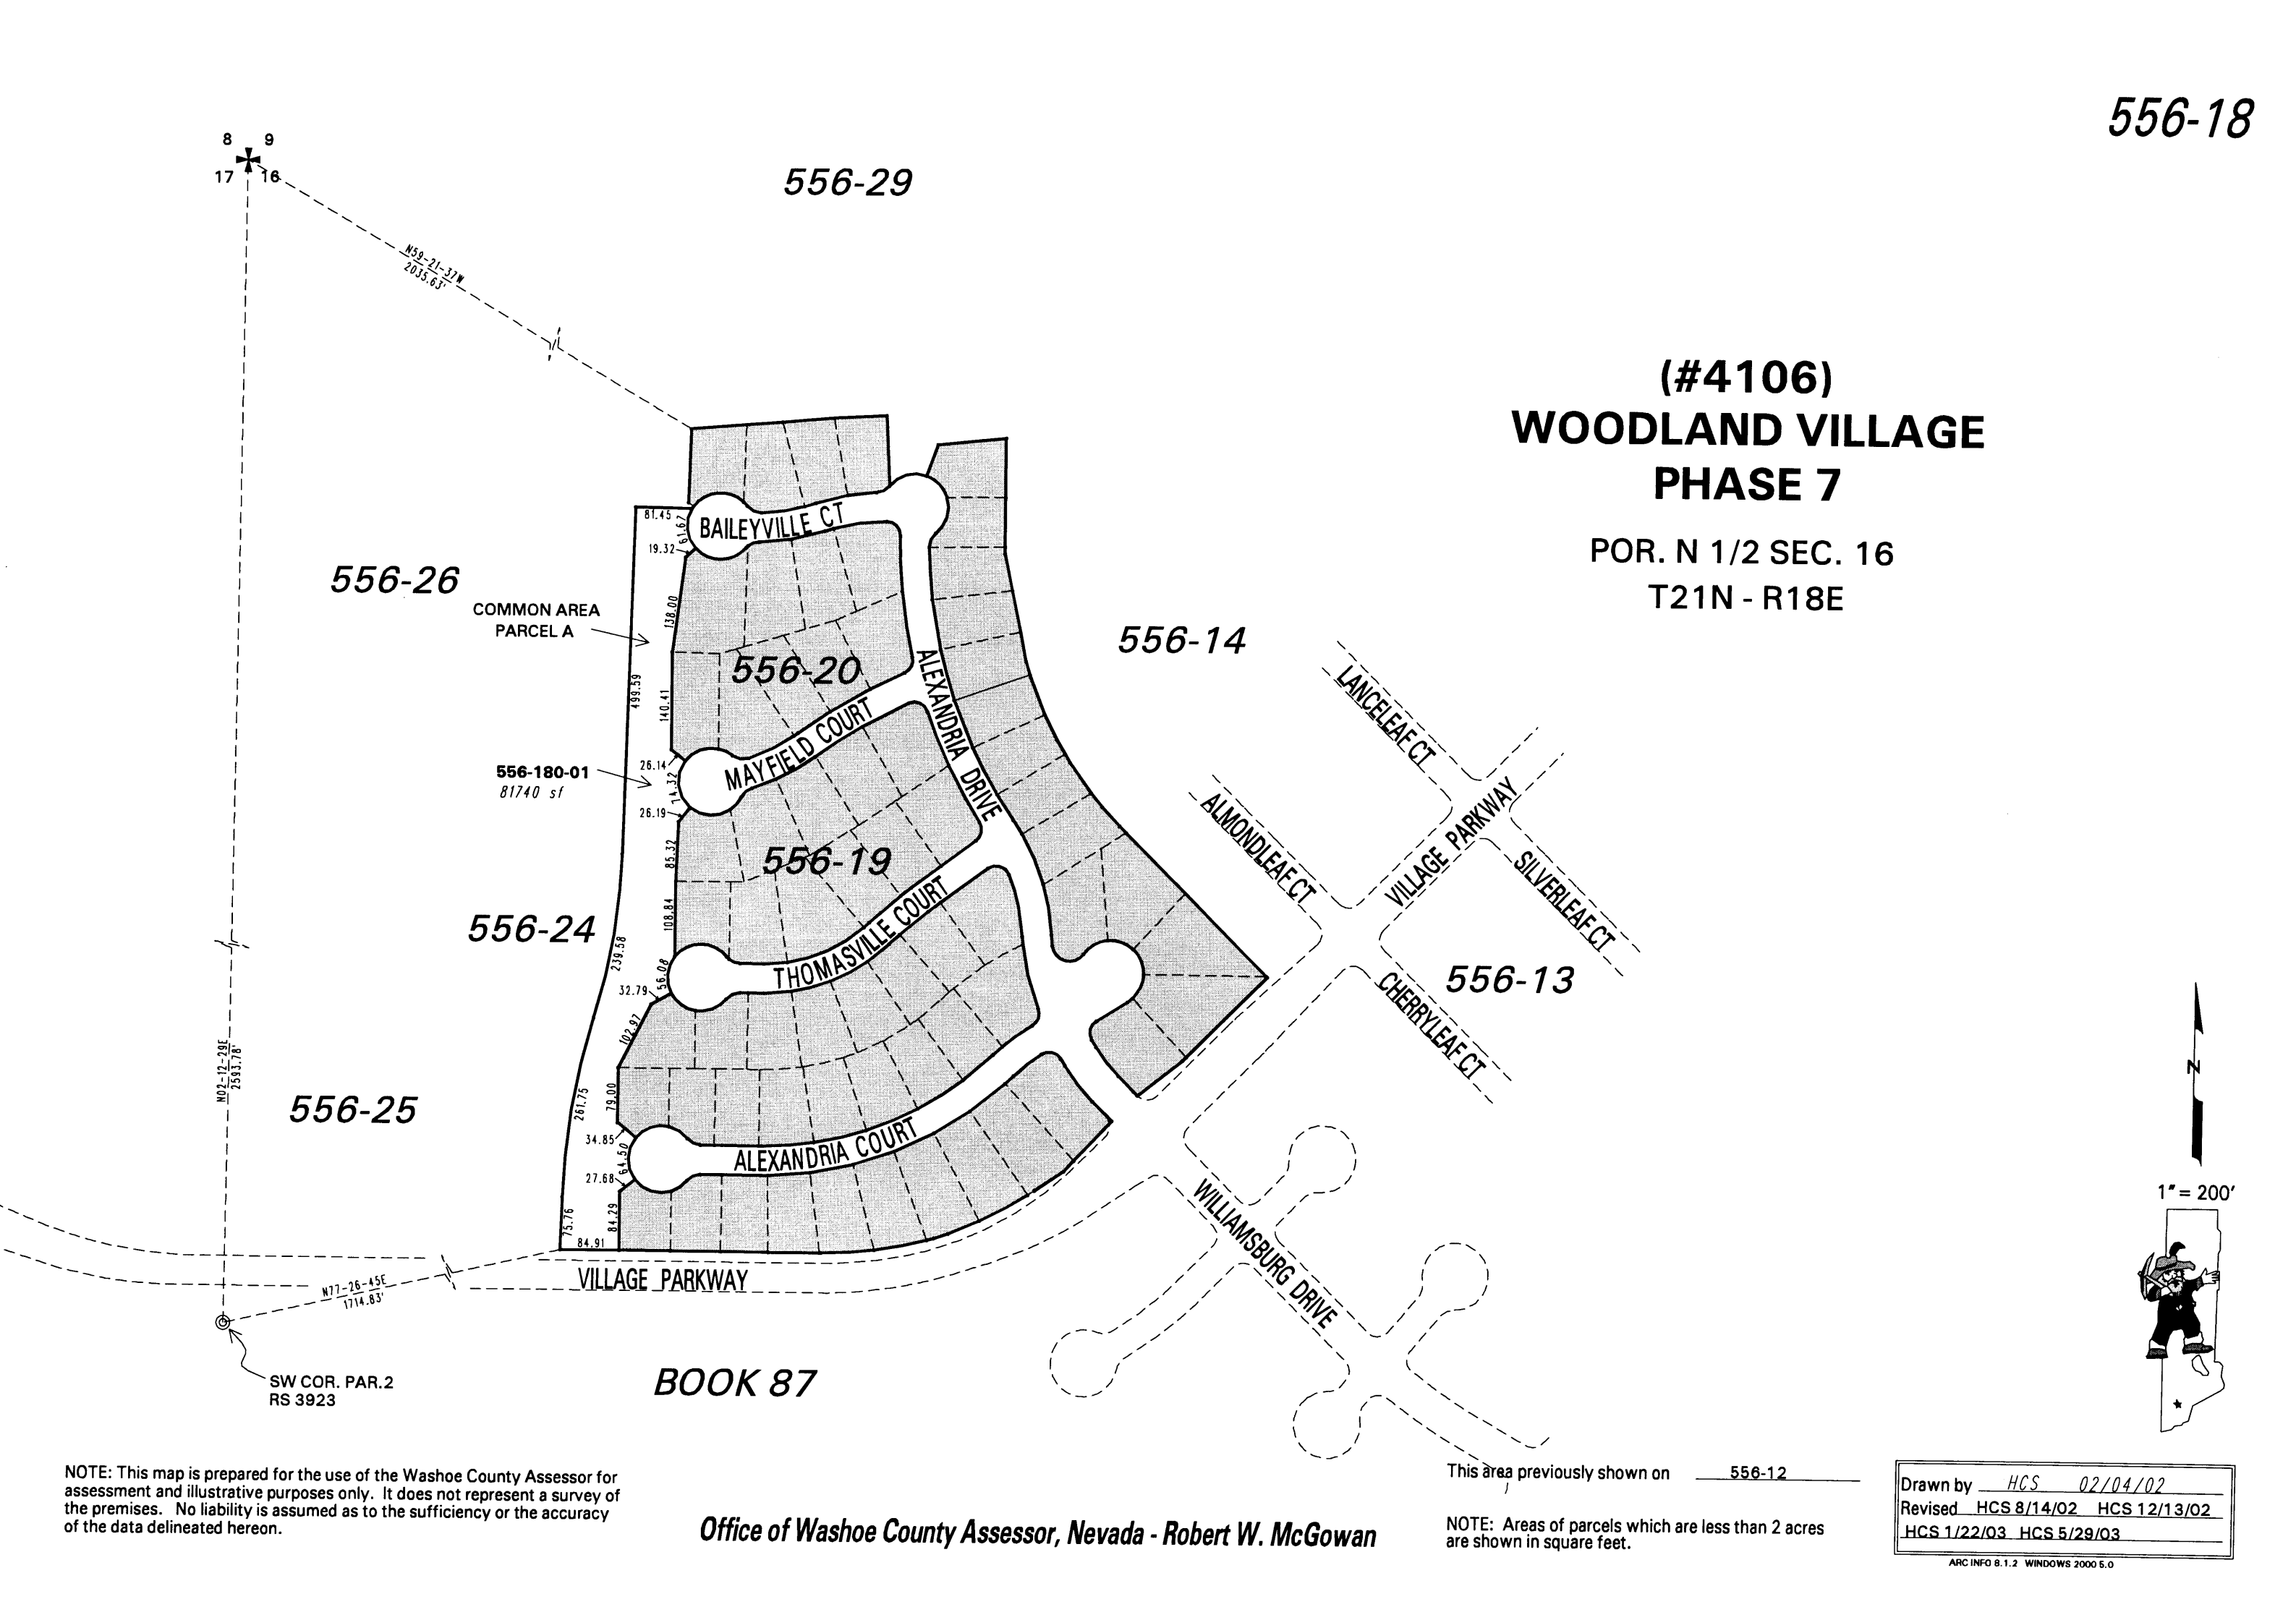 556-18
8 9
17 16
556-29
N59-21-37W
2035.63'
(#4106)
WOODLAND VILLAGE
PHASE 7
POR. N 1/2 SEC. 16
T21N - R18E
81.45
61.67
BAILEYVILLE CT
19.32
556-26
COMMON AREA
PARCEL A
138.00
556-14
556-20
ALEXANDRIA DRIVE
LANCELEAF CT
499.59
140.41
MAYFIELD COURT
26.14
556-180-01
81740 sf
26.19
VILLAGE PARKWAY
ALMONDLEAF CT
SILVERLEAF CT
85.32
556-19
108.84
THOMASVILLE COURT
556-24
239.58
56.08
32.79
556-13
CHERRYLEAF CT
102.97
N02-12-29E
2593.78'
556-25
261.75
79.00
34.85
64.50
ALEXANDRIA COURT
27.68
WILLIAMSBURG DRIVE
75.76
84.29
84.91
VILLAGE PARKWAY
N77-26-45E
1714.83'
N
1"= 200'
SW COR. PAR.2
RS 3923
BOOK 87
NOTE: This map is prepared for the use of the Washoe County Assessor for
assessment and illustrative purposes only. It does not represent a survey of
the premises. No liability is assumed as to the sufficiency or the accuracy
of the data delineated hereon.
Office of Washoe County Assessor, Nevada - Robert W. McGowan
This area previously shown on 556-12
NOTE: Areas of parcels which are less than 2 acres
are shown in square feet.
Drawn by HCS 02/04/02
Revised HCS 8/14/02 HCS 12/13/02
HCS 1/22/03 HCS 5/29/03
ARC INFO 8.1.2 WINDOWS 2000 5.0